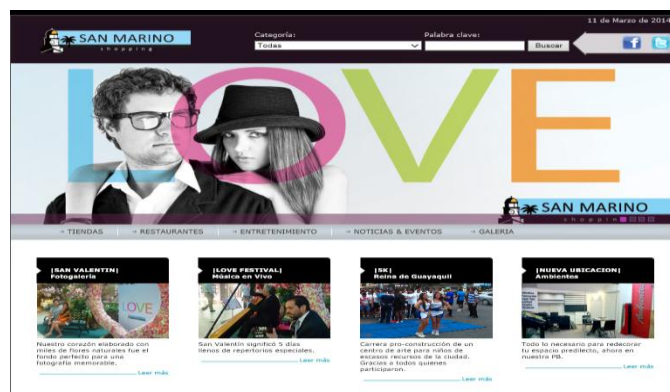 11 de Marzo de 2014
SAN MARINO
shopping
Categoría:
Palabra clave:
Todas
Buscar
LOVE
SAN MARINO
shoppin
→ TIENDAS
→ RESTAURANTES
→ ENTRETENIMIENTO
→ NOTICIAS & EVENTOS
→ GALERIA
|SAN VALENTIN|
Fotogalería
LOVE
Nuestro corazón elaborado con
miles de flores naturales fue el
fondo perfecto para una
fotografía memorable.
Leer más
|LOVE FESTIVAL|
Música en Vivo
San Valentín significó 5 días
llenos de repertorios especiales.
Leer más
|5K|
Reina de Guayaquil
Carrera pro-construcción de un
centro de arte para niños de
escasos recursos de la ciudad.
Gracias a todos quienes
participaron.
Leer más
|NUEVA UBICACION|
Ambientes
Todo lo necesario para redecorar
tu espacio predilecto, ahora en
nuestra PB.
Leer más